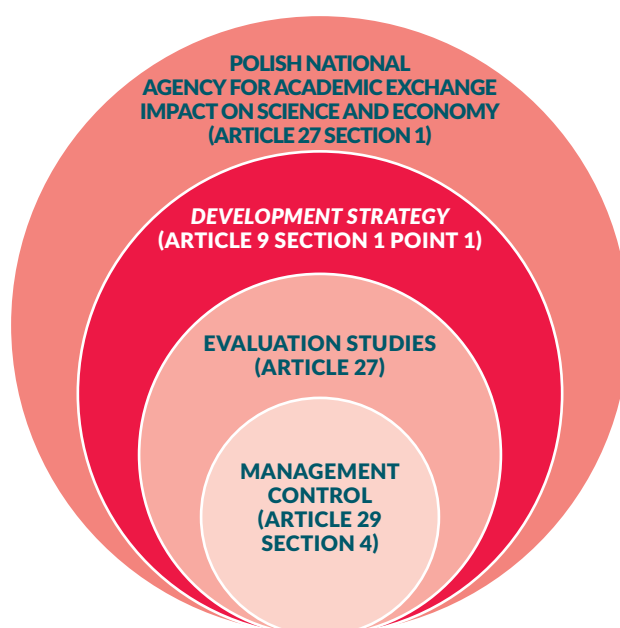 POLISH NATIONAL
AGENCY FOR ACADEMIC EXCHANGE
IMPACT ON SCIENCE AND ECONOMY
(ARTICLE 27 SECTION 1)
DEVELOPMENT STRATEGY
(ARTICLE 9 SECTION 1 POINT 1)
EVALUATION STUDIES
(ARTICLE 27)
MANAGEMENT
CONTROL
(ARTICLE 29
SECTION 4)